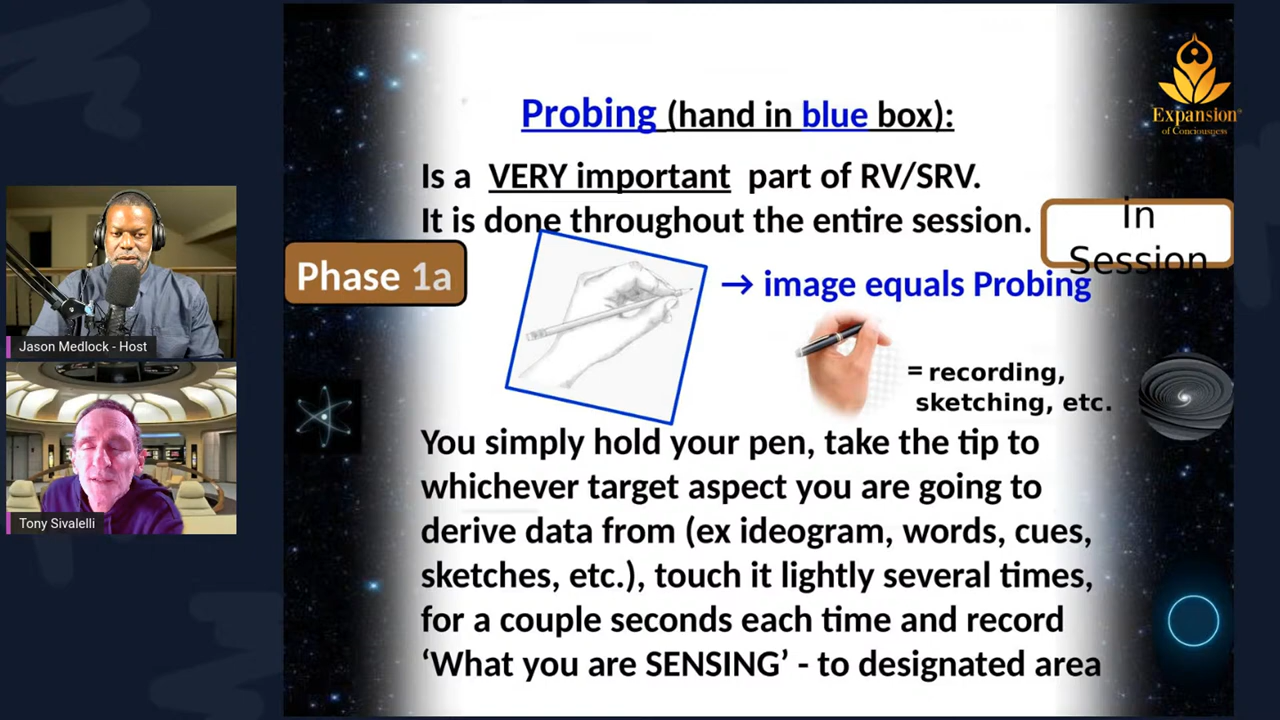 Expansion
of Conciousness
Probing (hand in blue box):
Is a VERY important part of RV/SRV.
It is done throughout the entire session.
In
Session
Phase 1a
→ image equals Probing
= recording,
sketching, etc.
Jason Medlock - Host
Tony Sivalelli
You simply hold your pen, take the tip to
whichever target aspect you are going to
derive data from (ex ideogram, words, cues,
sketches, etc.), touch it lightly several times,
for a couple seconds each time and record
‘What you are SENSING’ - to designated area